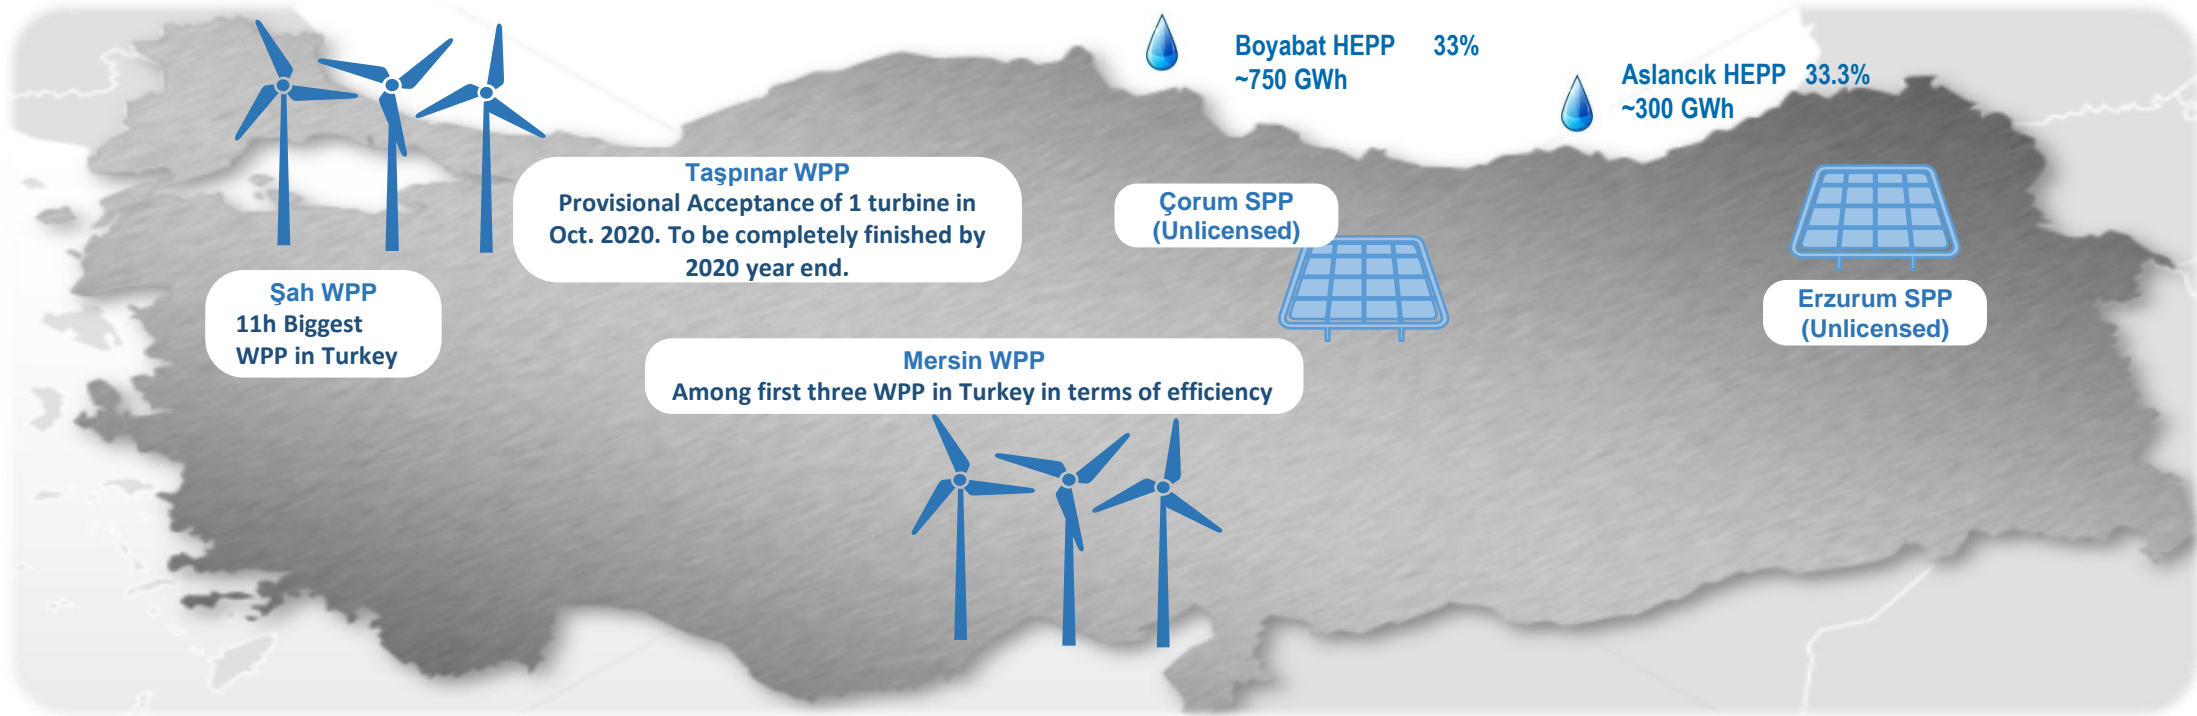 Boyabat HEPP 33%
~750 GWh
Aslancık HEPP 33.3%
~300 GWh
Taşpınar WPP
Provisional Acceptance of 1 turbine in
Oct. 2020. To be completely finished by
2020 year end.
Çorum SPP
(Unlicensed)
Şah WPP
11h Biggest
WPP in Turkey
Erzurum SPP
(Unlicensed)
Mersin WPP
Among first three WPP in Turkey in terms of efficiency